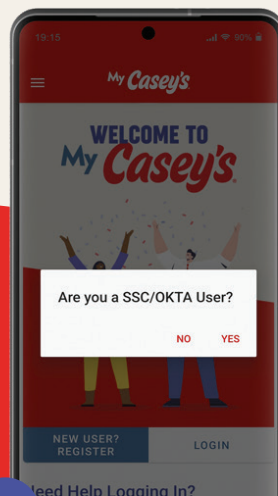 19:15
90%
My Casey's
WELCOME TO
My Casey's
Are you a SSC/OKTA User?
NO YES
NEW USER?
REGISTER
LOGIN
Need Help Logging In?